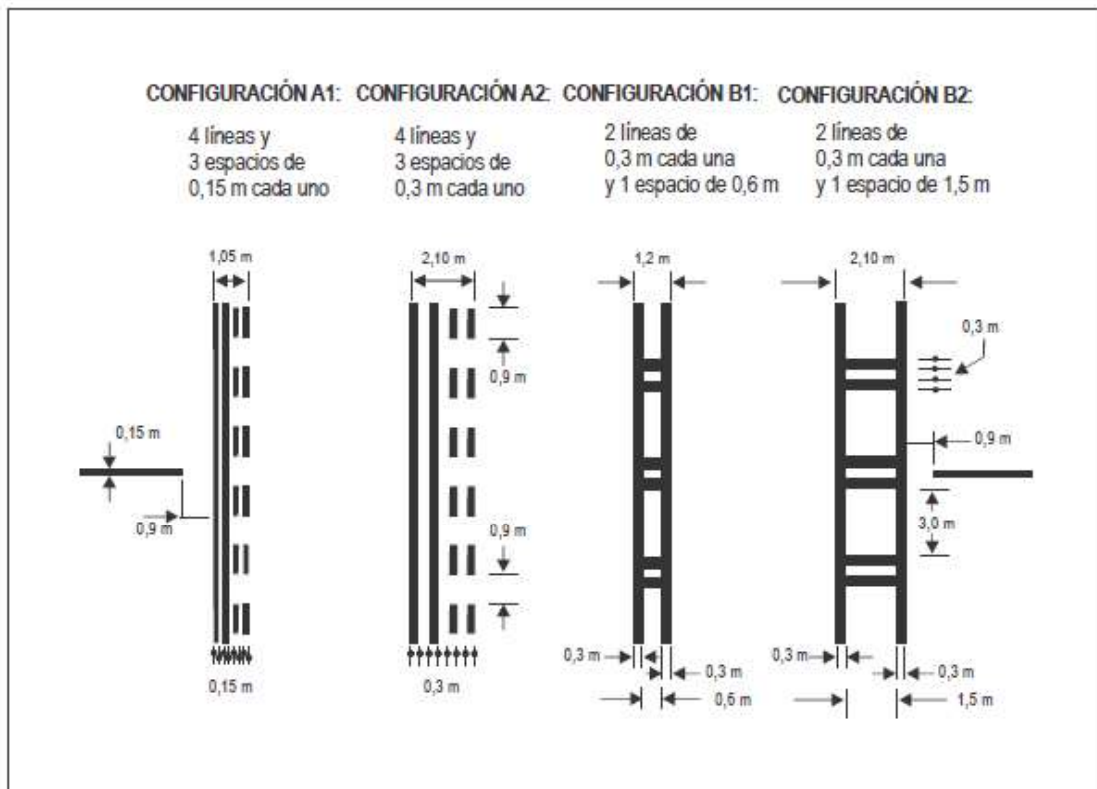 CONFIGURACIÓN A1: CONFIGURACIÓN A2: CONFIGURACIÓN B1: CONFIGURACIÓN B2:
4 líneas y
3 espacios de
0,15 m cada uno
4 líneas y
3 espacios de
0,3 m cada uno
2 líneas de
0,3 m cada una
y 1 espacio de 0,6 m
2 líneas de
0,3 m cada una
y 1 espacio de 1,5 m
1,05 m
2,10 m
1,2 m
2,10 m
0,3 m
0,9 m
0,15 m
0,9 m
0,9 m
0,9 m
3,0 m
0,15 m
0,3 m
0,3 m
0,3 m
0,6 m
0,3 m
0,3 m
1,5 m